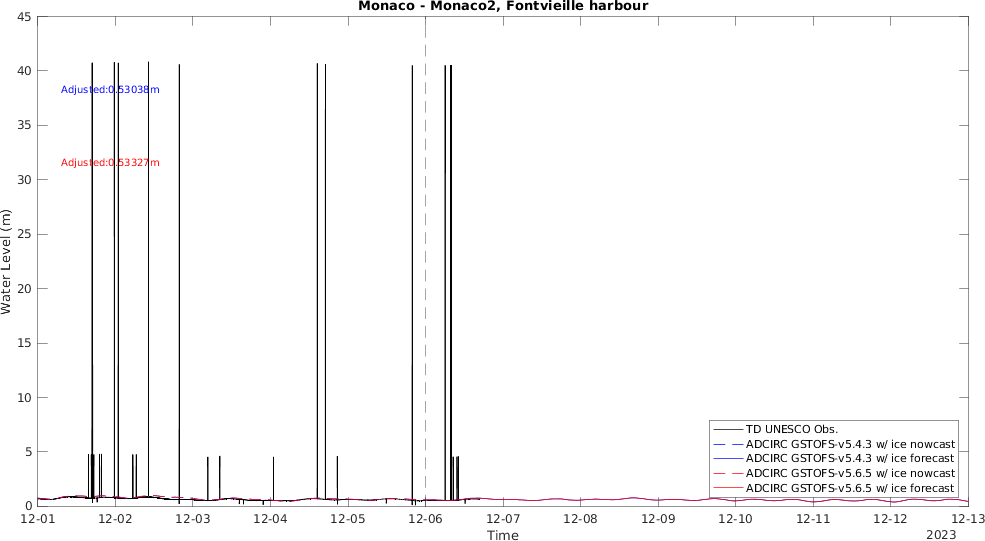 Monaco - Monaco2, Fontvieille harbour
45
40
35
30
25
20
15
10
5
0
Water Level (m)
Adjusted:0.53038m
Adjusted:0.53327m
TD UNESCO Obs.
ADCIRC GSTOFS-v5.4.3 w/ ice nowcast
ADCIRC GSTOFS-v5.4.3 w/ ice forecast
ADCIRC GSTOFS-v5.6.5 w/ ice nowcast
ADCIRC GSTOFS-v5.6.5 w/ ice forecast
12-01 12-02 12-03 12-04 12-05 12-06 12-07 12-08 12-09 12-10 12-11 12-12 12-13
Time
2023